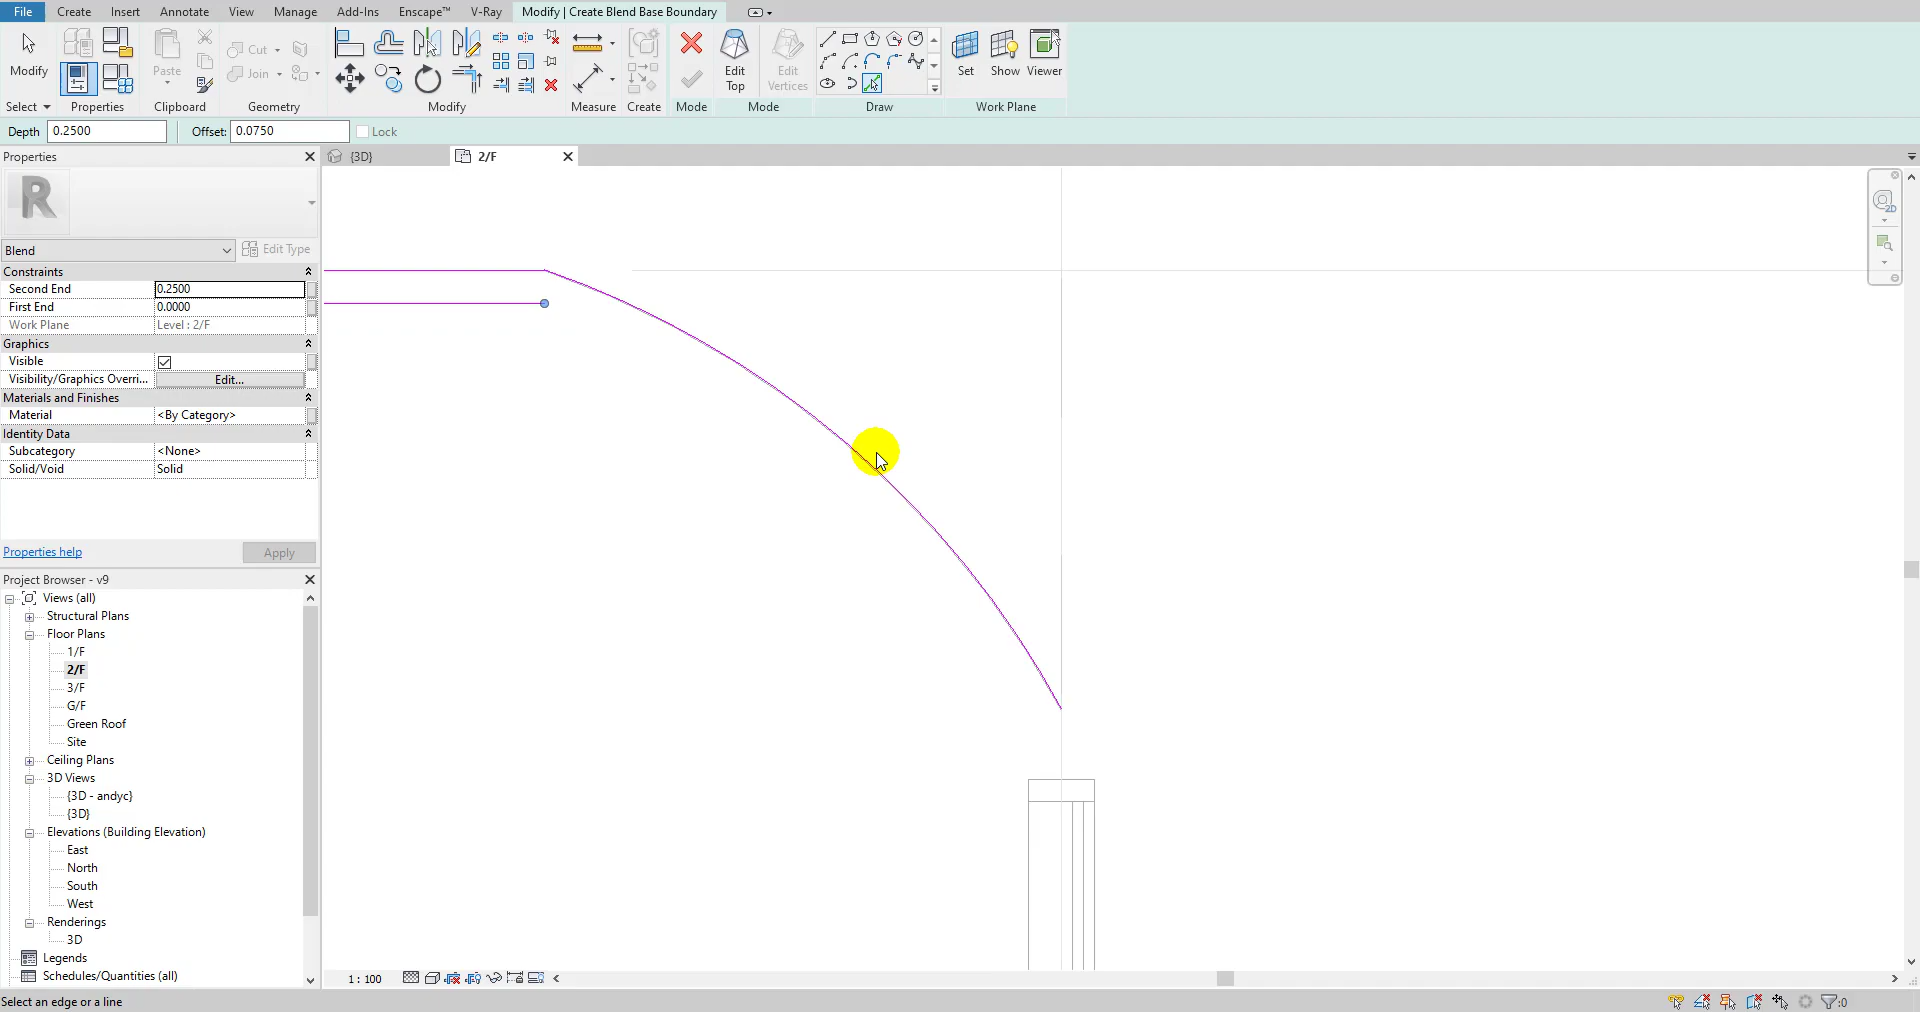 File Create Insert Annotate View Manage Add-Ins Enscape™ V-Ray Modify | Create Blend Base Boundary
Modify
Paste
Cut
Join
Edit
Top
Edit
Vertices
Set Show Viewer
Select Properties Clipboard Geometry Modify Measure Create Mode Mode Draw Work Plane
Depth 0.2500 Offset: 0.0750 Lock
Properties
{3D}
2/F
2D
R
Blend
Edit Type
Constraints
Second End 0.2500
First End 0.0000
Work Plane Level : 2/F
Graphics
Visible
Visibility/Graphics Overri... Edit...
Materials and Finishes
Material <By Category>
Identity Data
Subcategory <None>
Solid/Void Solid
Properties help Apply
Project Browser - v9
Views (all)
Structural Plans
Floor Plans
1/F
2/F
3/F
G/F
Green Roof
Site
Ceiling Plans
3D Views
{3D - andyc}
{3D}
Elevations (Building Elevation)
East
North
South
West
Renderings
3D
Legends
Schedules/Quantities (all)
1 : 100
Select an edge or a line
:0